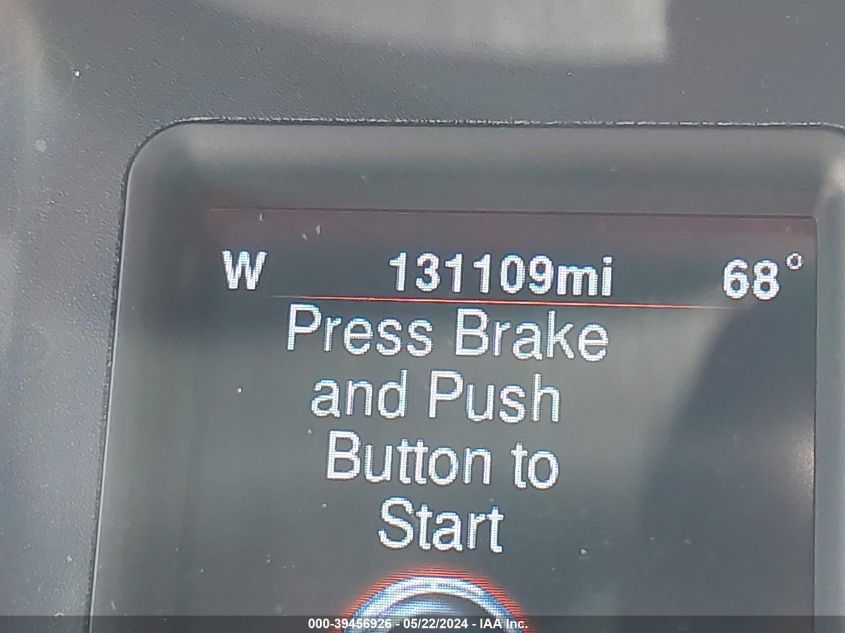 W 131109mi 68°
Press Brake
and Push
Button to
Start
000-39456926 - 05/22/2024 - IAA Inc.